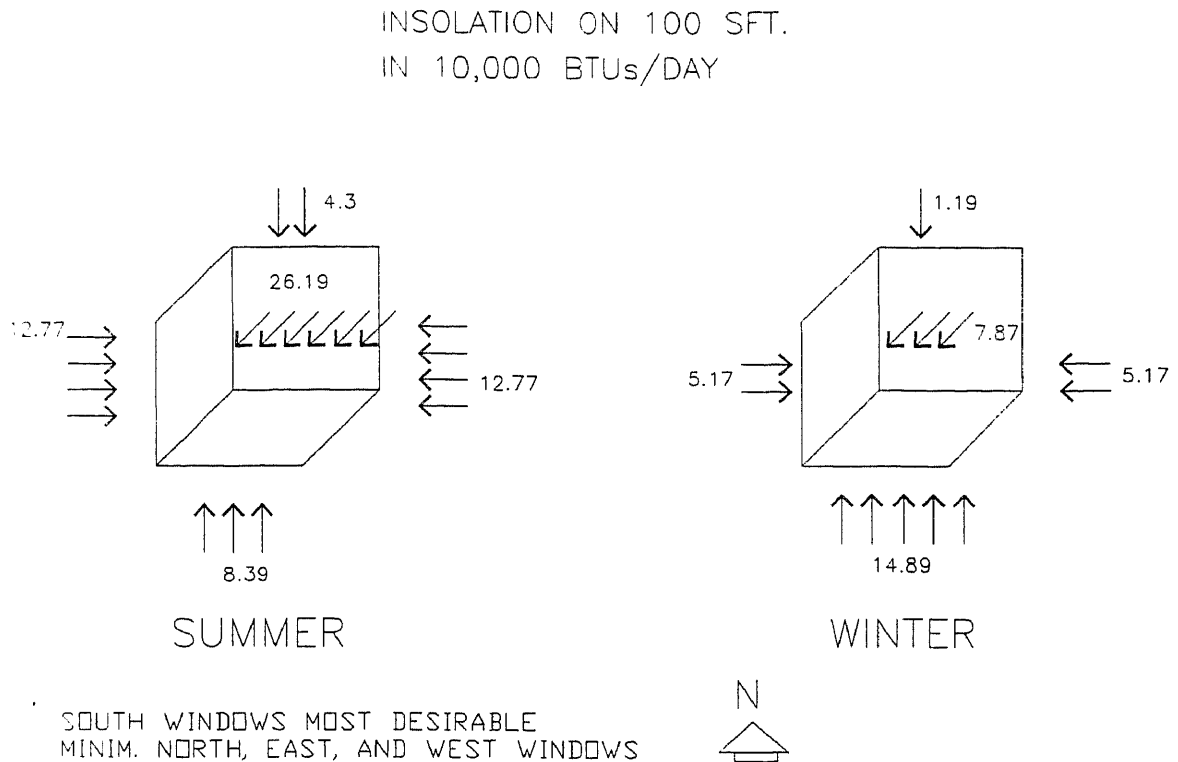 INSOLATION ON 100 SFT.
IN 10,000 BTUs/DAY
4.3
26.19
12.77
12.77
8.39
SUMMER
1.19
7.87
5.17
5.17
14.89
WINTER
N
SOUTH WINDOWS MOST DESIRABLE
MINIM. NORTH, EAST, AND WEST WINDOWS